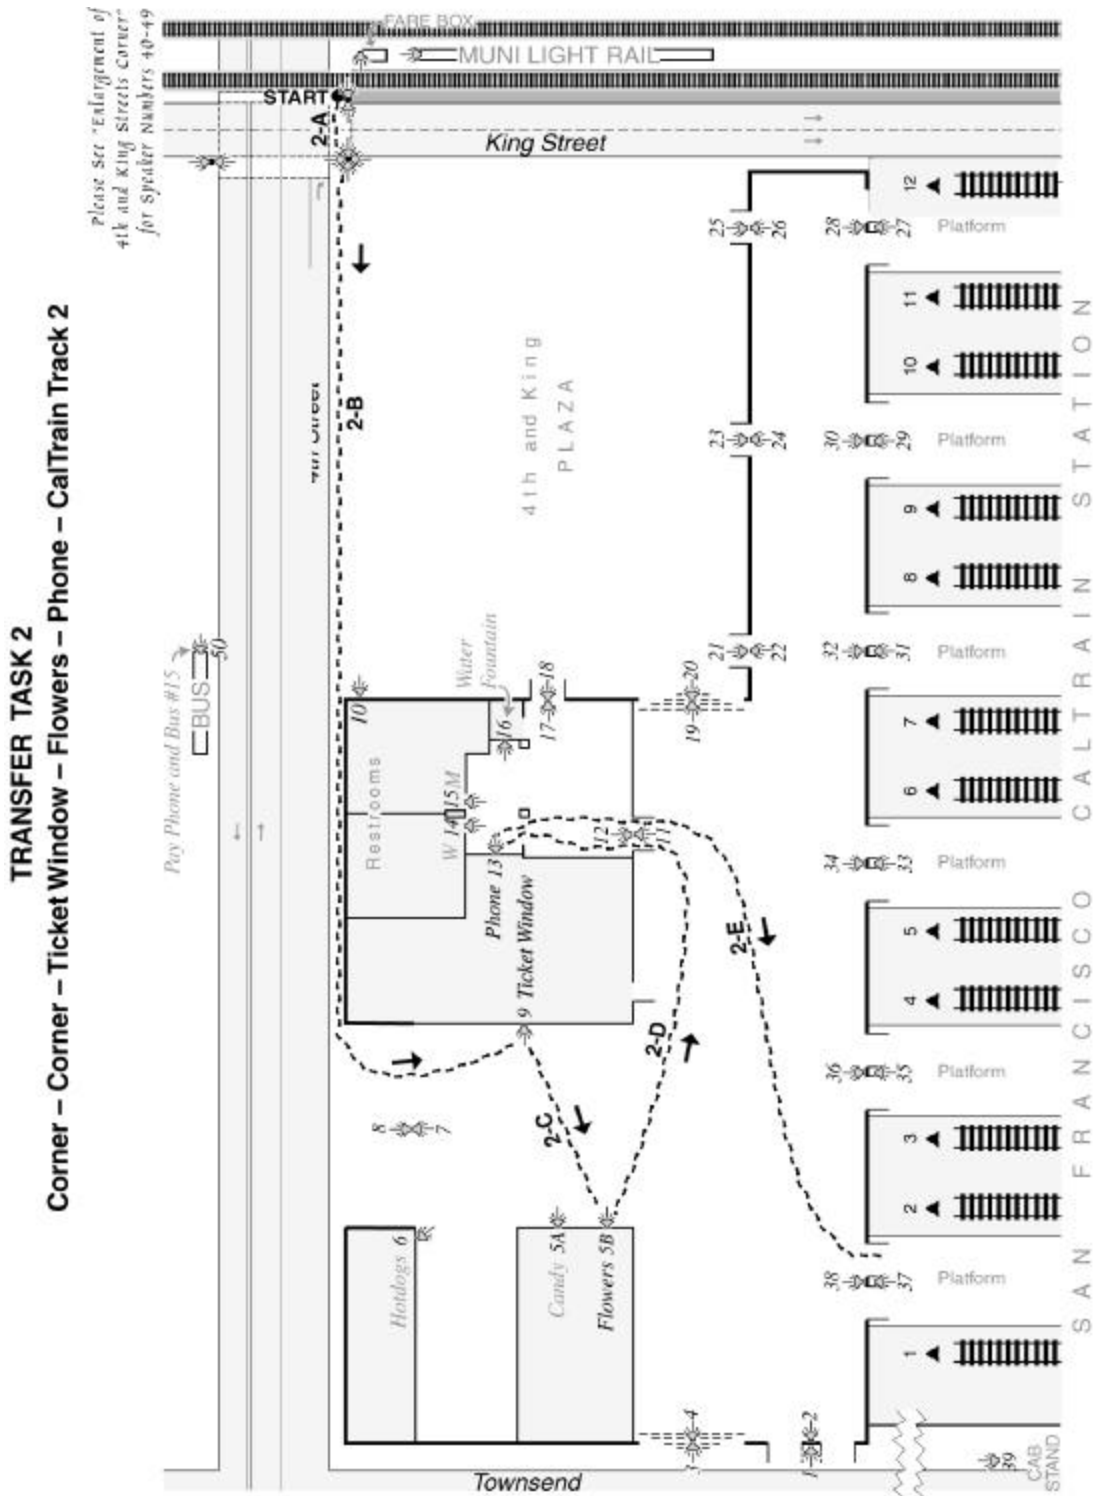 TRANSFER TASK 2
Corner – Corner – Ticket Window – Flowers – Phone – CalTrain Track 2
Please See "Enlargement of
4th and King Streets Corner"
for Speaker Numbers 40-49
FARE BOX
MUNI LIGHT RAIL
START
2-A
King Street
2-B
4th Street
4th and King
PLAZA
Pay Phone and Bus #15
BUS
50
25
26
28
27
Platform
12
11
10
23
24
30
29
Platform
9
8
21
22
32
31
Platform
7
6
Water
Fountain
10
16
17
18
19
20
Restrooms
W 14
15 M
Phone 13
12
11
34
33
Platform
9 Ticket Window
2-E
5
4
2-D
2-C
8
7
36
35
Platform
3
2
Hotdogs 6
Candy 5A
Flowers 5B
38
37
Platform
1
3
4
1
2
39
CAB
STAND
Townsend
SAN FRANCISCO CALTRAIN STATION